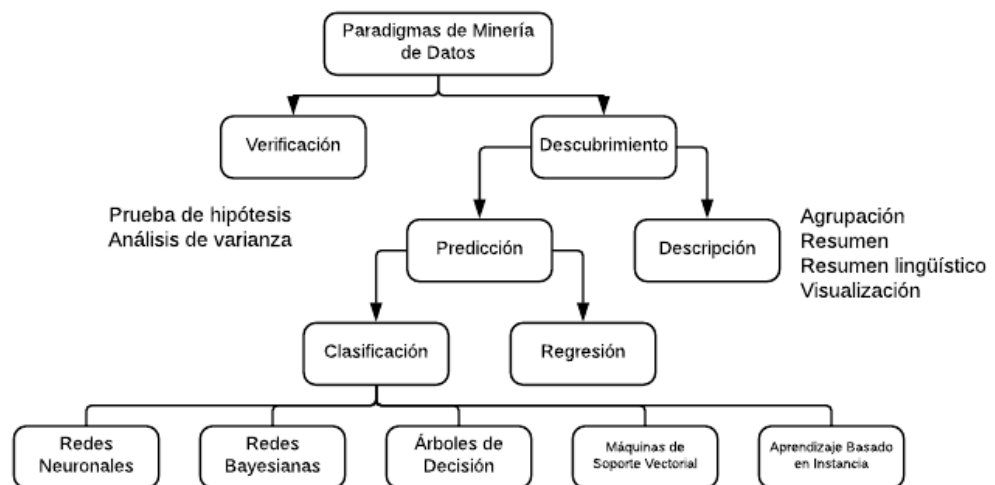 Paradigmas de Minería
de Datos
Verificación
Descubrimiento
Prueba de hipótesis
Análisis de varianza
Predicción
Descripción
Agrupación
Resumen
Resumen lingüístico
Visualización
Clasificación
Regresión
Redes
Neuronales
Redes
Bayesianas
Árboles de
Decisión
Máquinas de
Soporte Vectorial
Aprendizaje Basado
en Instancia